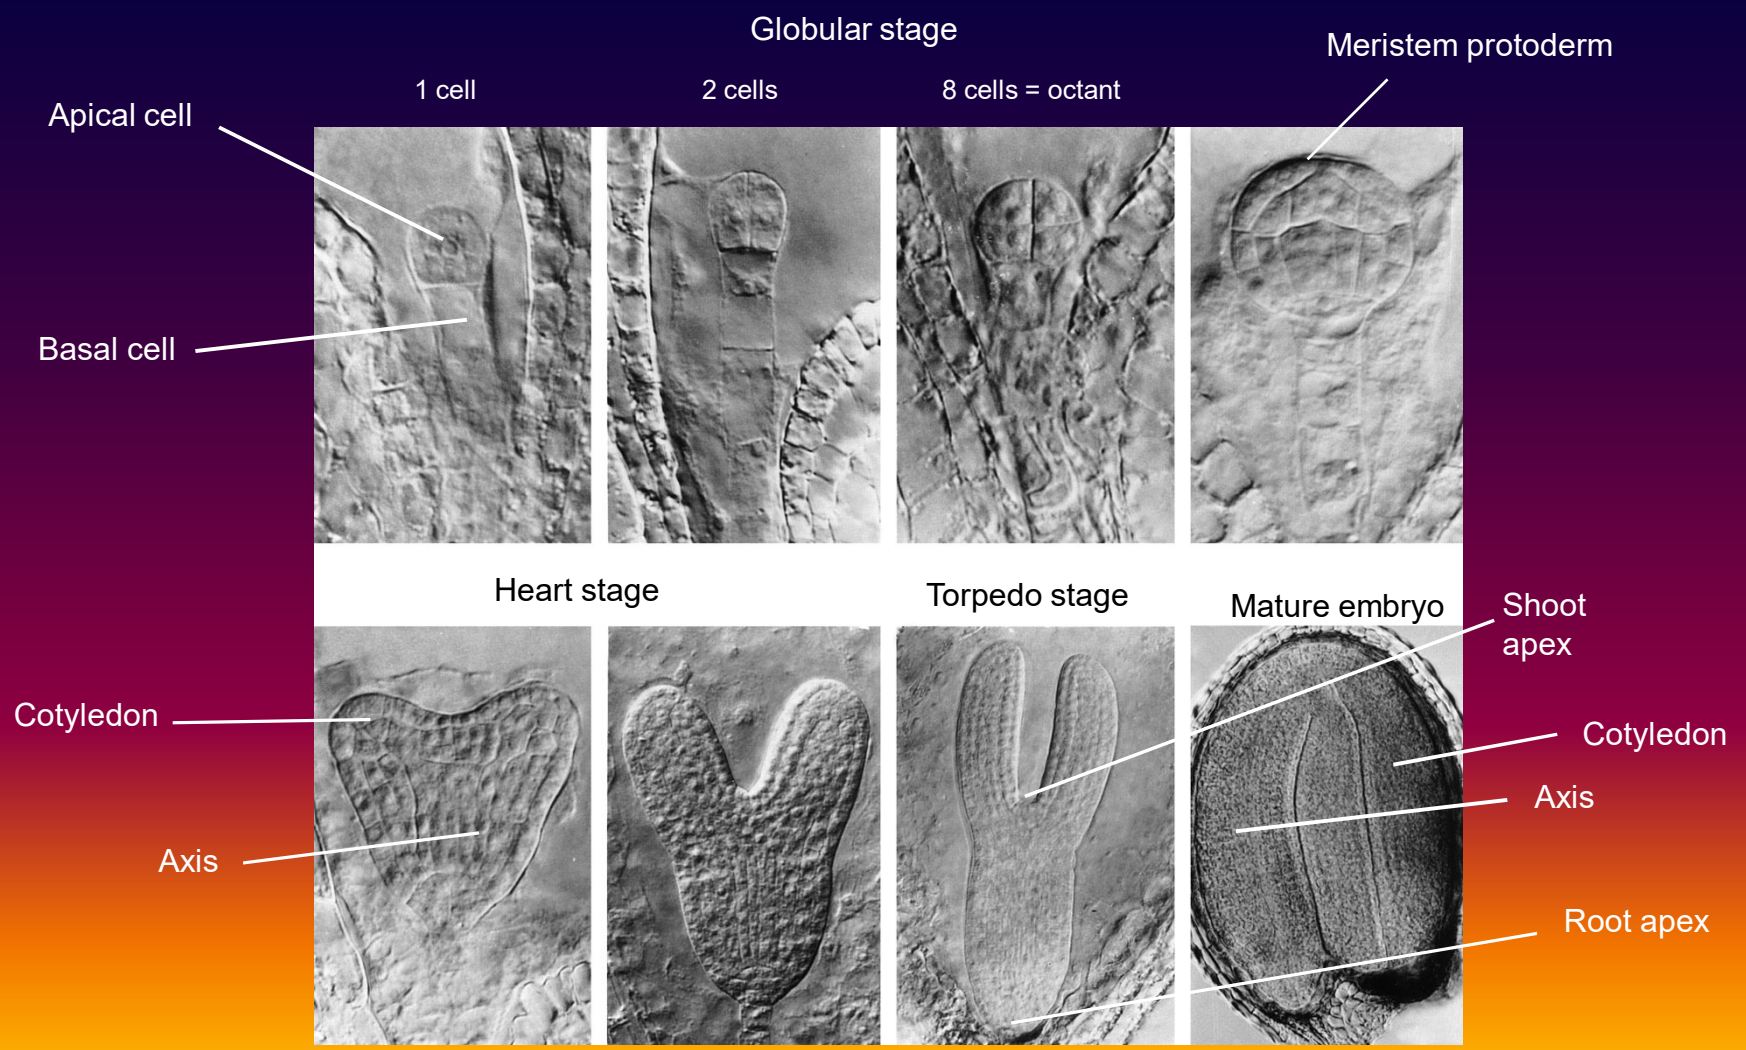 Globular stage
Meristem protoderm
1 cell
2 cells
8 cells = octant
Apical cell
Basal cell
Heart stage
Torpedo stage
Mature embryo
Shoot
apex
Cotyledon
Cotyledon
Axis
Axis
Root apex